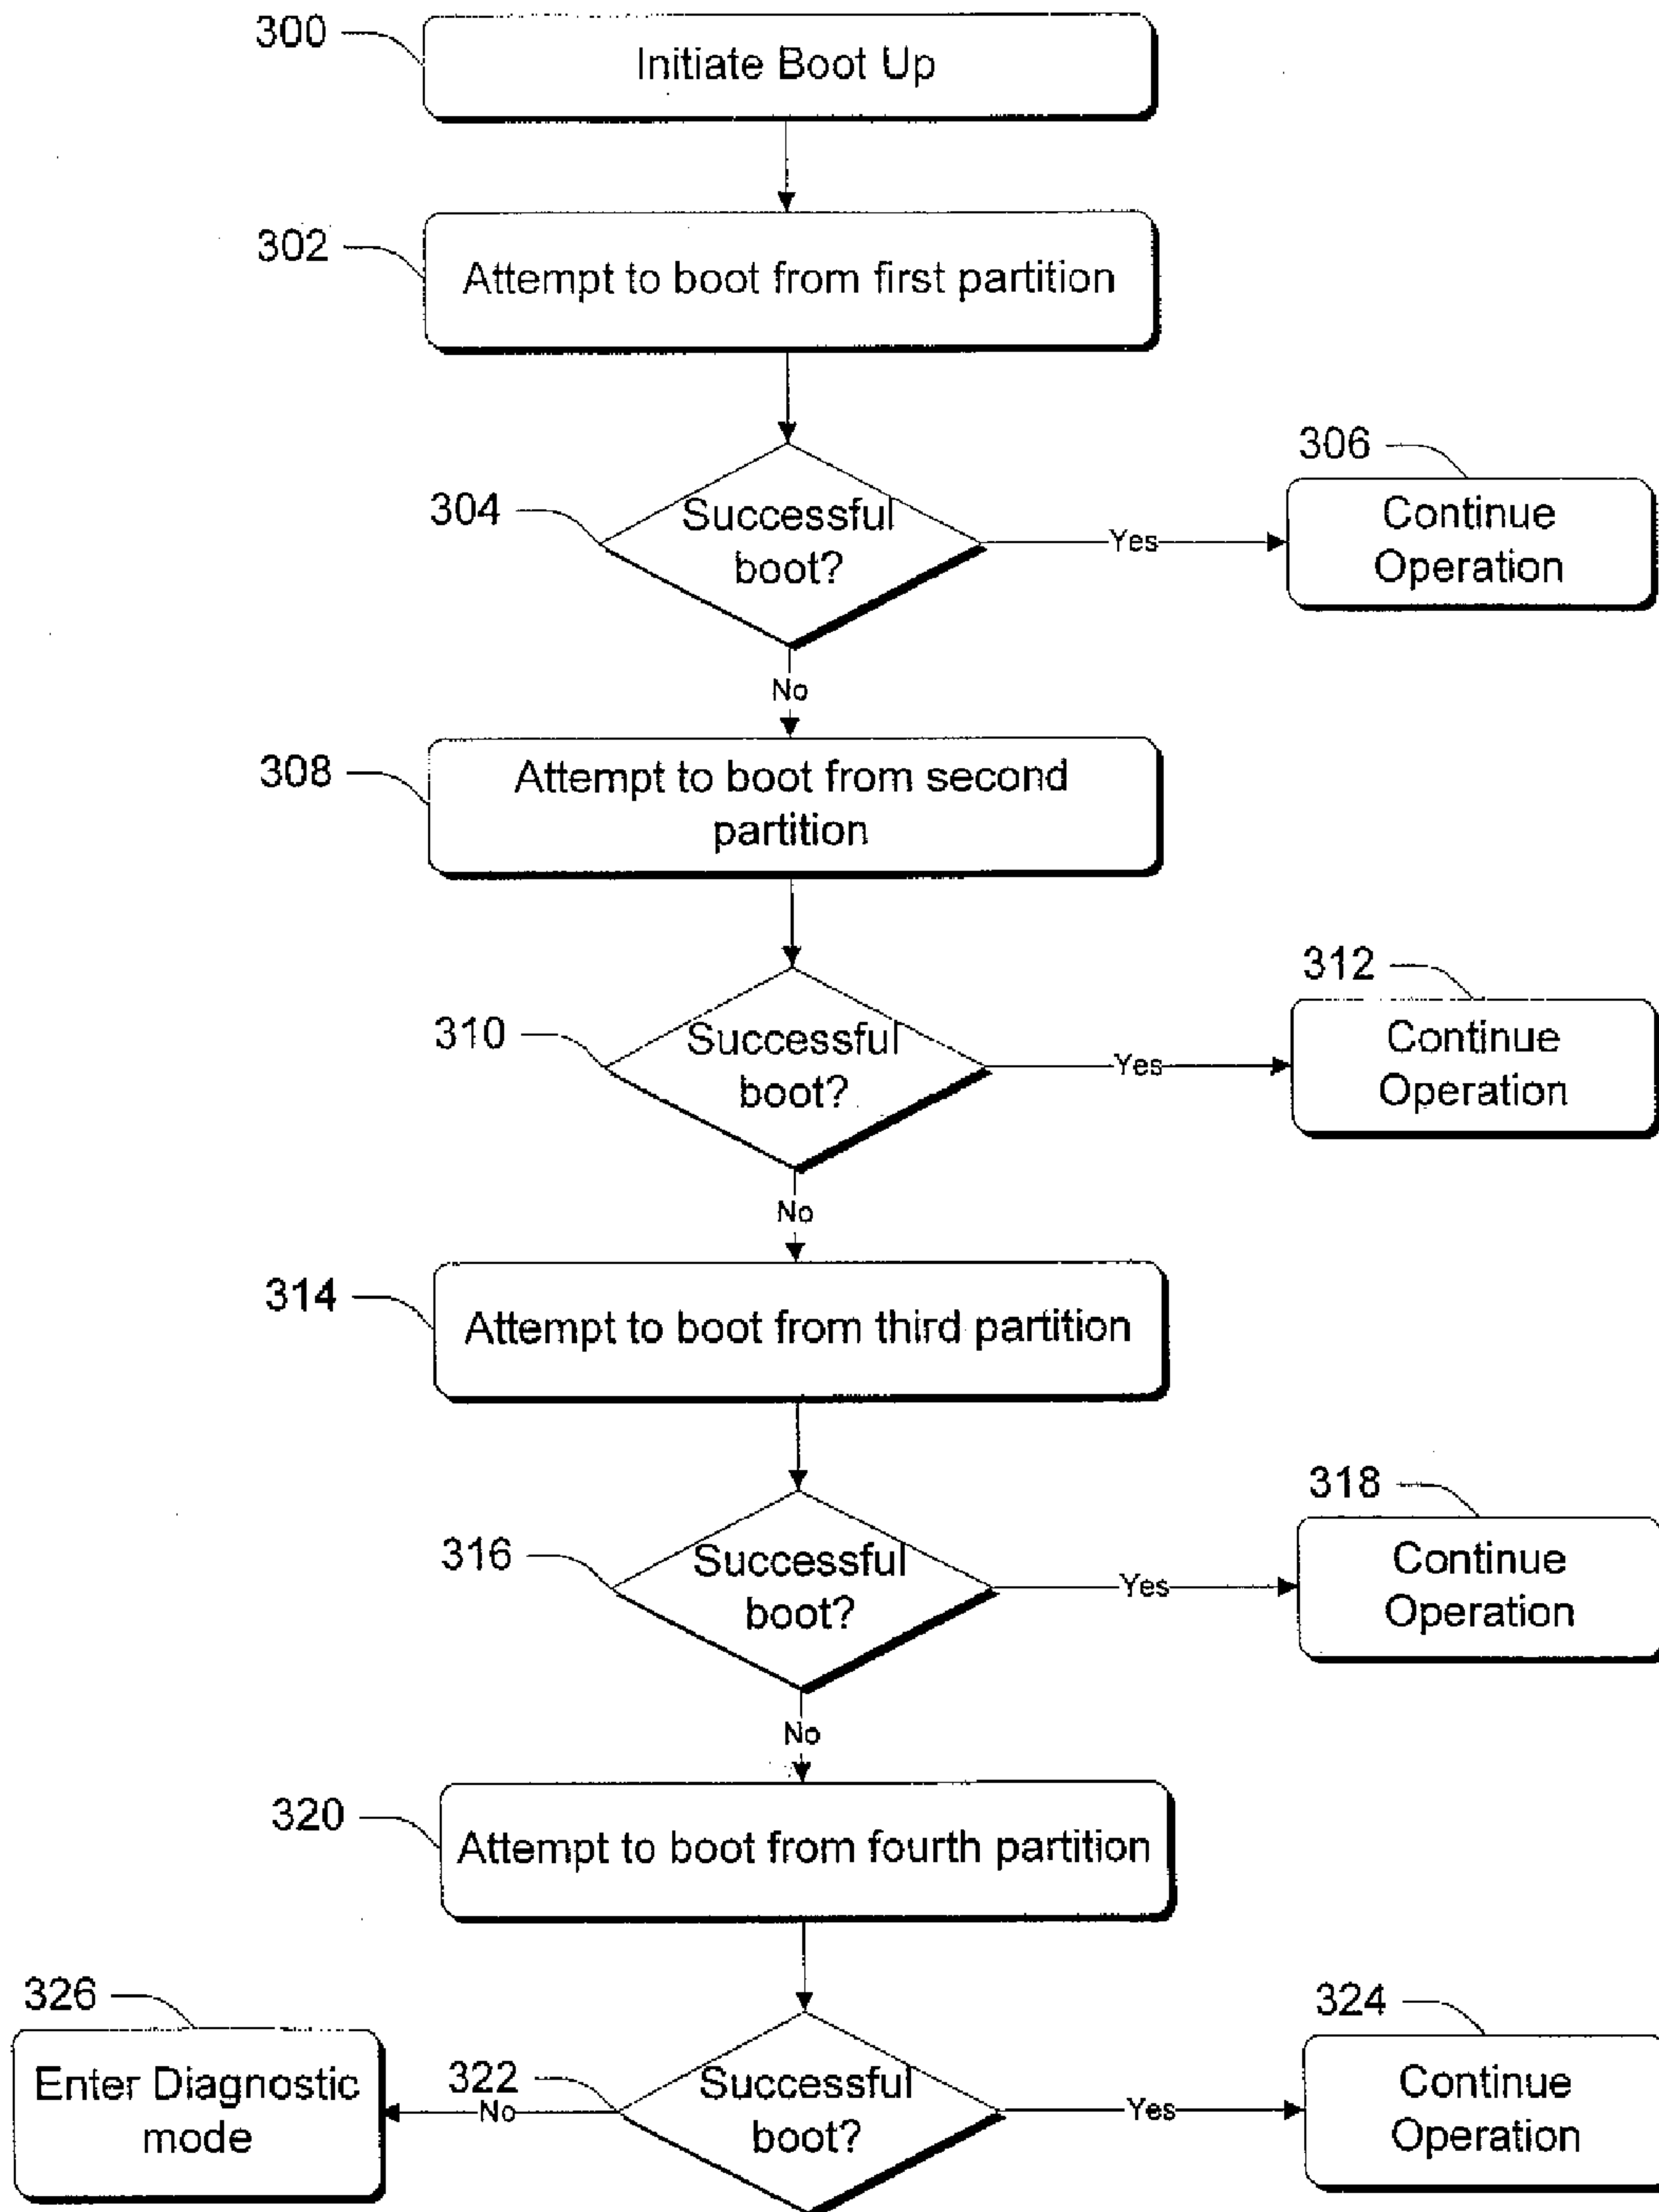 300
Initiate Boot Up
302
Attempt to boot from first partition
306
304
Successful
boot?
Yes
Continue
Operation
No
308
Attempt to boot from second
partition
312
310
Successful
boot?
Yes
Continue
Operation
No
314
Attempt to boot from third partition
318
316
Successful
boot?
Yes
Continue
Operation
No
320
Attempt to boot from fourth partition
326
324
Enter Diagnostic
mode
No
322
Successful
boot?
Yes
Continue
Operation